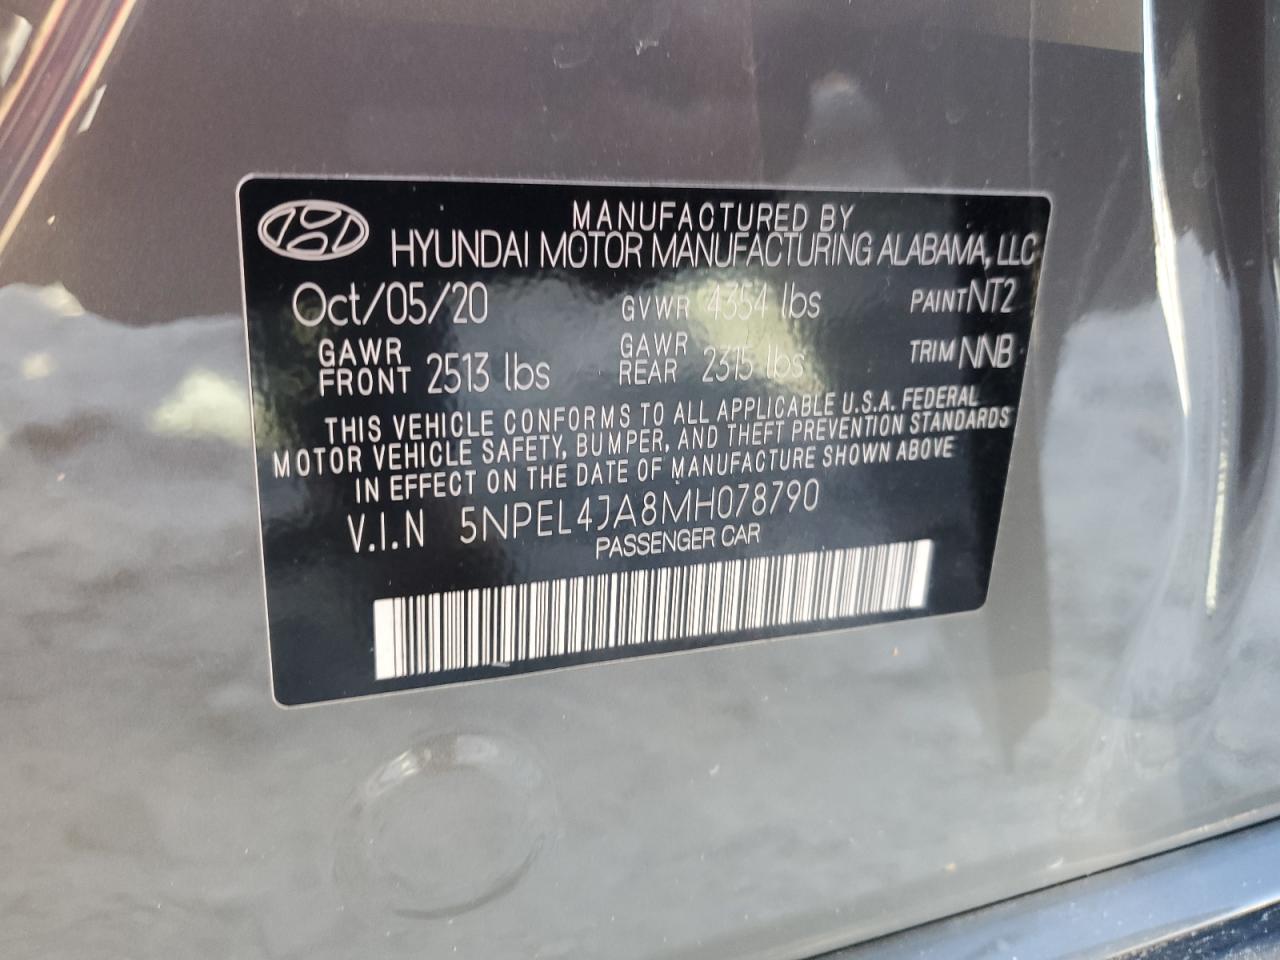 MANUFACTURED BY
HYUNDAI MOTOR MANUFACTURING ALABAMA, LLC
Oct/05/20 GVWR 4354 lbs PAINT NT2
GAWR FRONT 2513 lbs GAWR REAR 2315 lbs TRIM NNB
THIS VEHICLE CONFORMS TO ALL APPLICABLE U.S.A. FEDERAL
MOTOR VEHICLE SAFETY, BUMPER, AND THEFT PREVENTION STANDARDS
IN EFFECT ON THE DATE OF MANUFACTURE SHOWN ABOVE
V.I.N 5NPEL4JA8MH078790
PASSENGER CAR